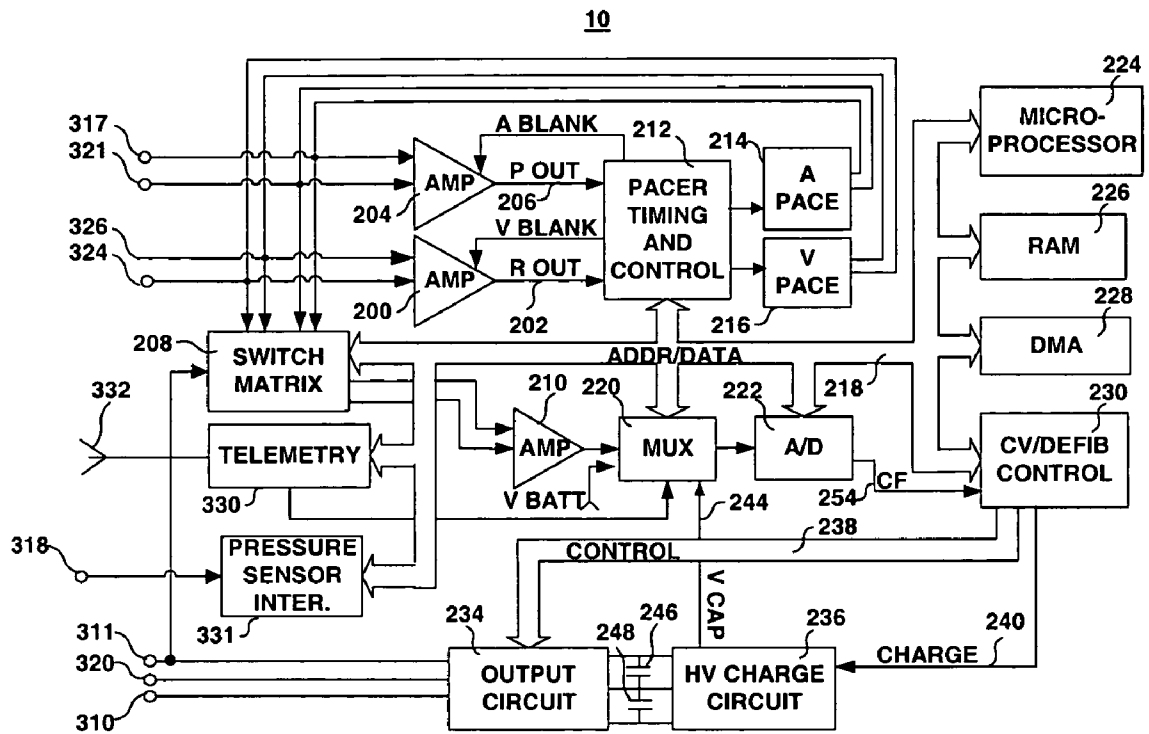 10
224
MICRO-
PROCESSOR
317
A BLANK
212
214
321
AMP
P OUT
PACER
TIMING
AND
CONTROL
A
PACE
204
206
226
RAM
326
V BLANK
324
AMP
R OUT
V
PACE
200
202
216
228
DMA
208
SWITCH
MATRIX
ADDR/DATA
218
332
210
220
222
230
TELEMETRY
AMP
MUX
A/D
CV/DEFIB
CONTROL
330
V BATT
244
254
CF
318
PRESSURE
SENSOR
INTER.
CONTROL
238
331
234
V CAP
246
248
236
240
311
OUTPUT
CIRCUIT
HV CHARGE
CIRCUIT
CHARGE
320
310